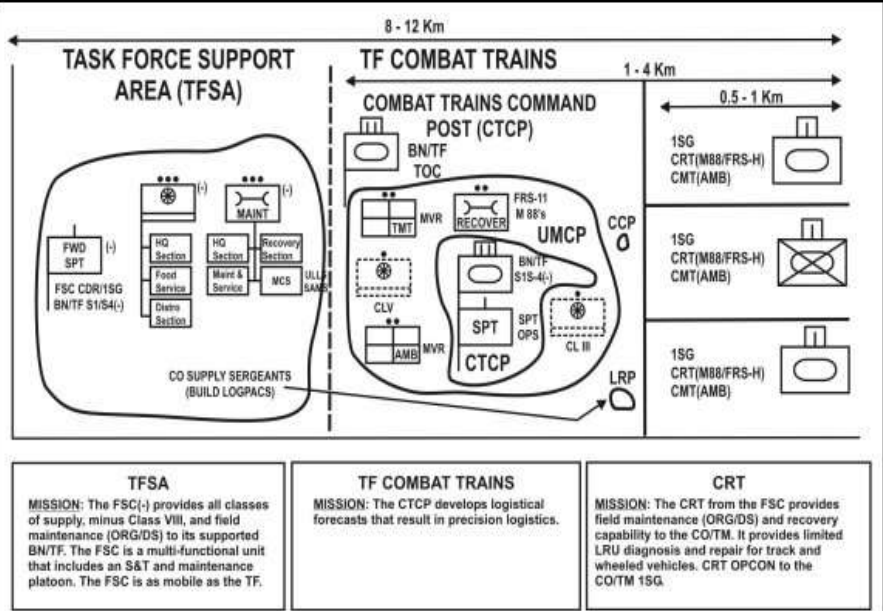 8 - 12 Km
TASK FORCE SUPPORT
AREA (TFSA)
TF COMBAT TRAINS
1 - 4 Km
COMBAT TRAINS COMMAND
POST (CTCP)
0.5 - 1 Km
BN/TF
TOC
1SG
CRT(M88/FRS-H)
CMT(AMB)
(-)
MAINT
(-)
FWD
SPT
(-)
FSC CDR/1SG
BN/TF S1/S4(-)
HQ
Section
Food
Service
Distro
Section
HQ
Section
Recovery
Section
Maint &
Service
MCS
ULLS
SAMS
TMT
MVR
RECOVER
FRS-11
M 88's
UMCP
CCP
CLV
BN/TF
S1S-4(-)
SPT
SPT
OPS
CL III
AMB
MVR
CTCP
LRP
1SG
CRT(M88/FRS-H)
CMT(AMB)
1SG
CRT(M88/FRS-H)
CMT(AMB)
CO SUPPLY SERGEANTS
(BUILD LOGPACS)
TFSA
MISSION: The FSC(-) provides all classes
of supply, minus Class VIII, and field
maintenance (ORG/DS) to its supported
BN/TF. The FSC is a multi-functional unit
that includes an S&T and maintenance
platoon. The FSC is as mobile as the TF.
TF COMBAT TRAINS
MISSION: The CTCP develops logistical
forecasts that result in precision logistics.
CRT
MISSION: The CRT from the FSC provides
field maintenance (ORG/DS) and recovery
capability to the CO/TM. It provides limited
LRU diagnosis and repair for track and
wheeled vehicles. CRT OPCON to the
CO/TM 1SG.